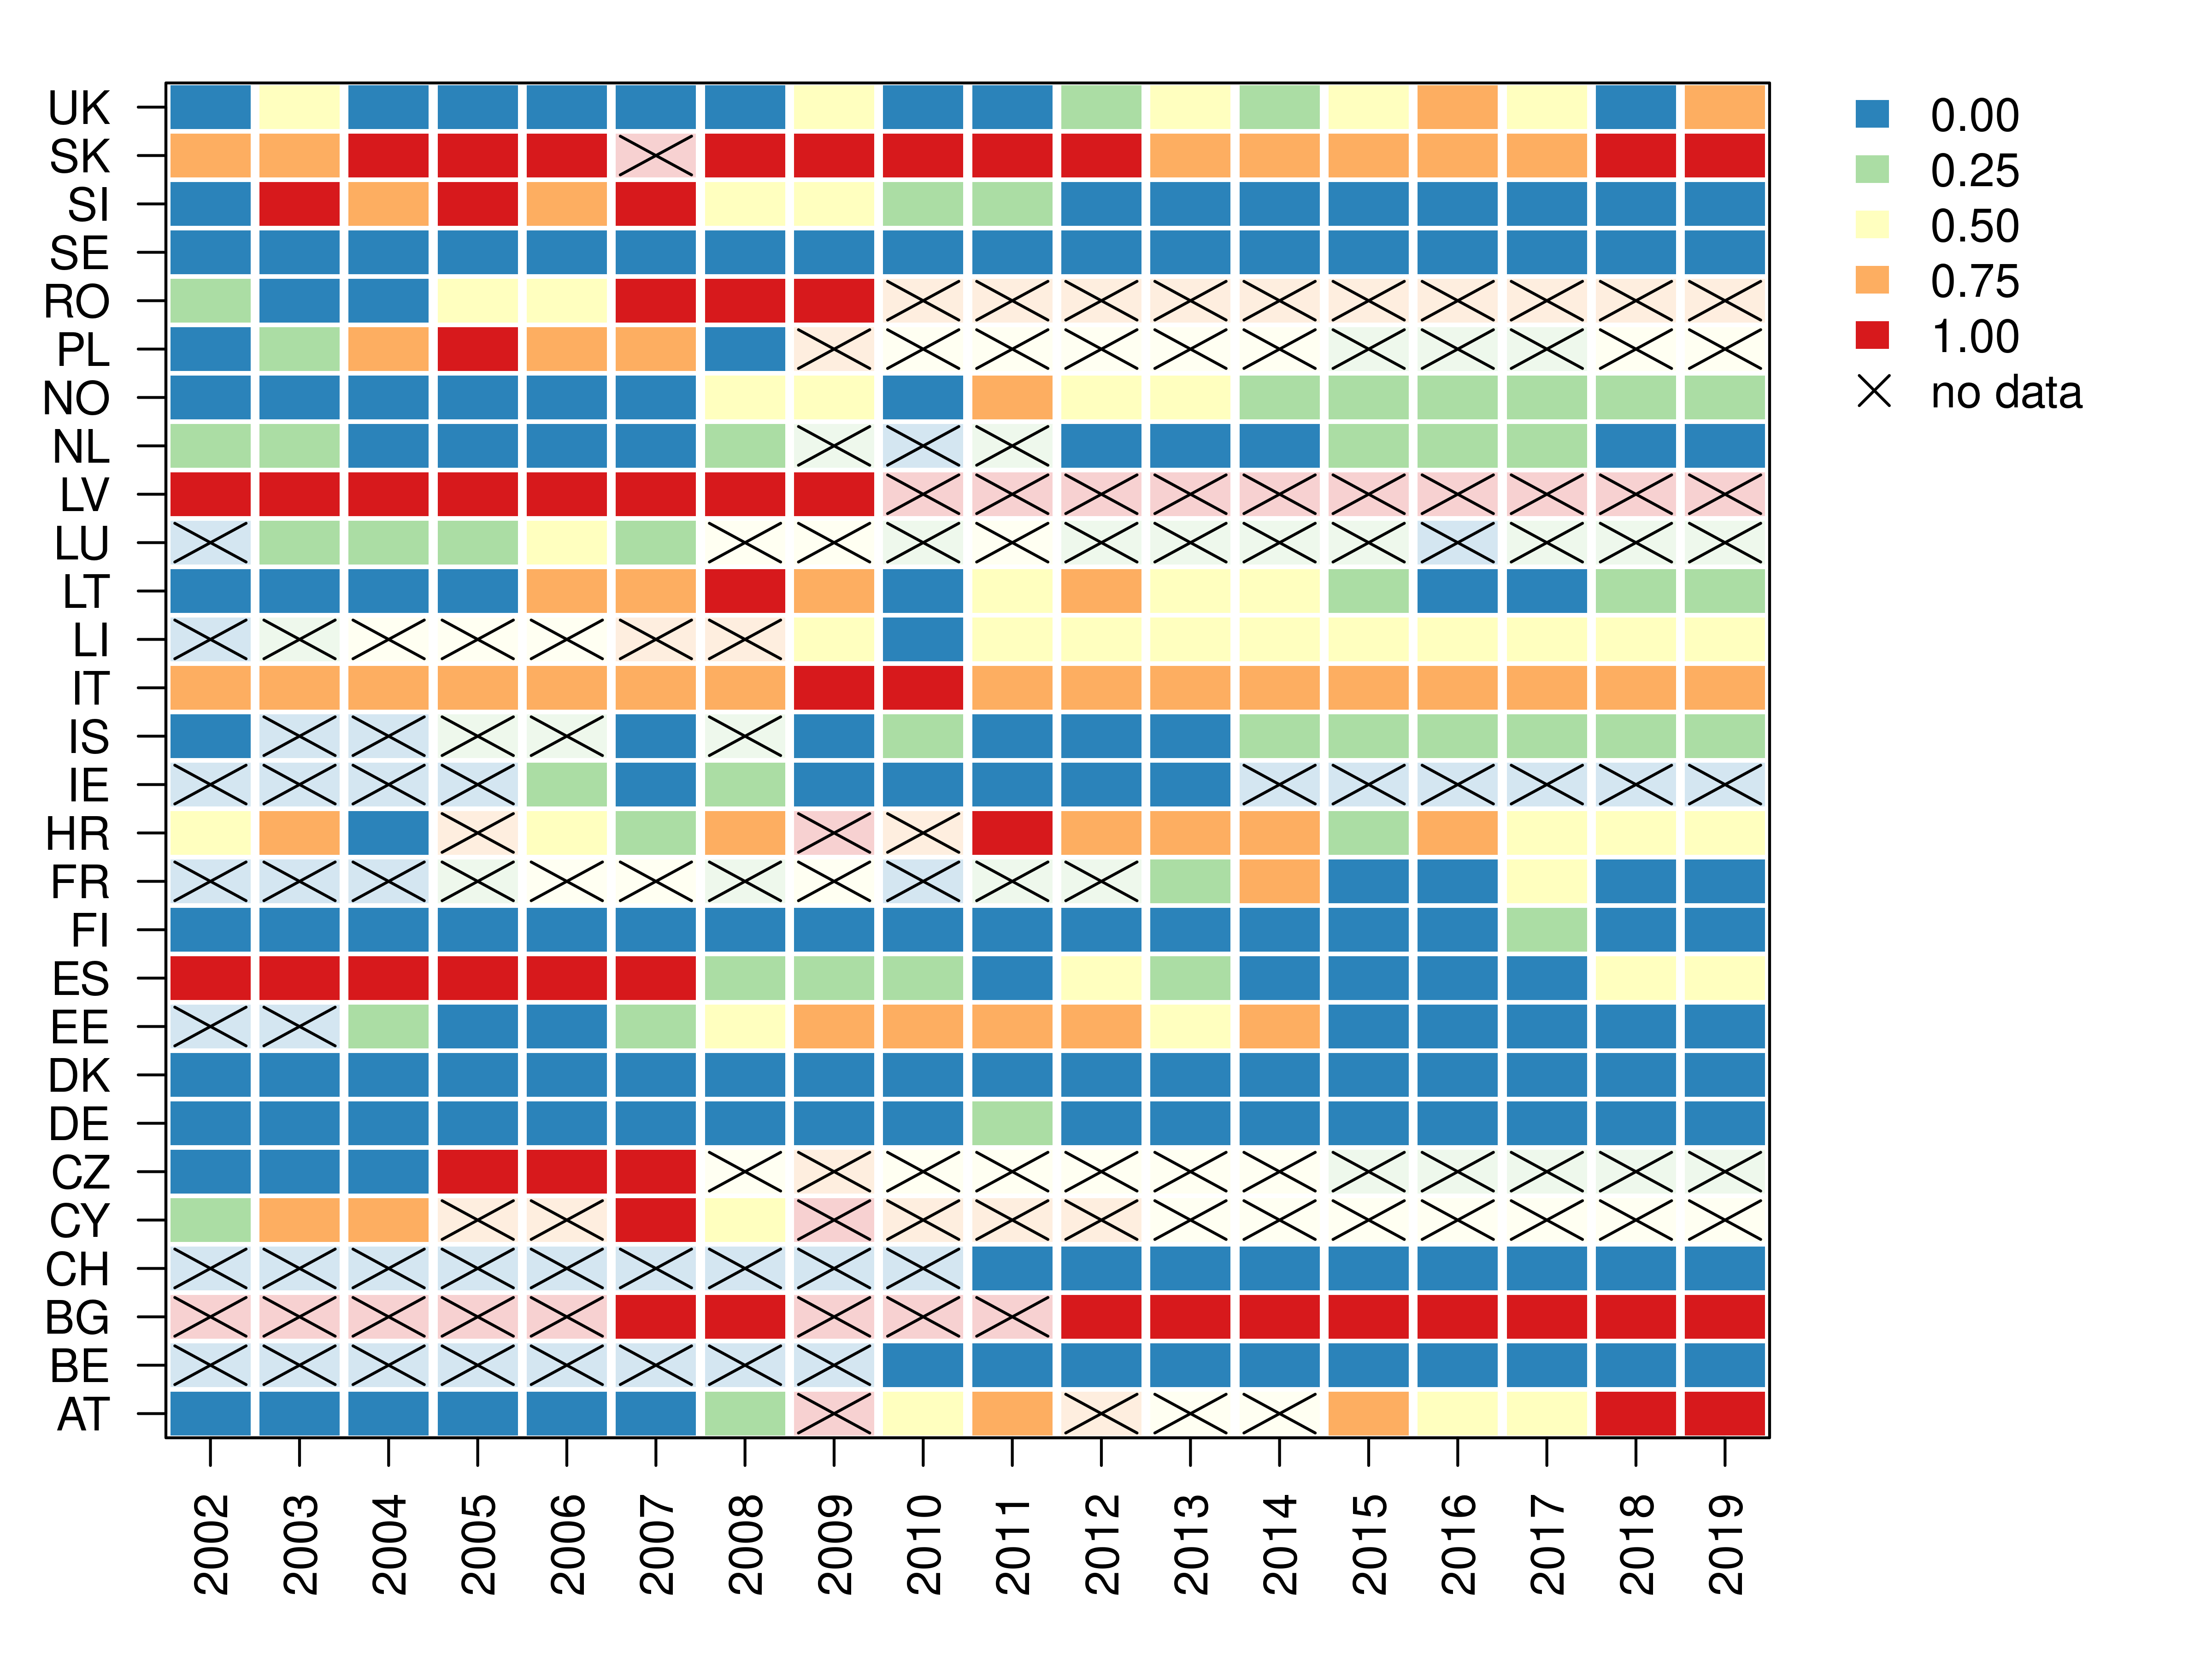 UK
SK
SI
SE
RO
PL
NO
NL
LV
LU
LT
LI
IT
IS
IE
HR
FR
FI
ES
EE
DK
DE
CZ
CY
CH
BG
BE
AT
2002
2003
2004
2005
2006
2007
2008
2009
2010
2011
2012
2013
2014
2015
2016
2017
2018
2019
0.00
0.25
0.50
0.75
1.00
no data